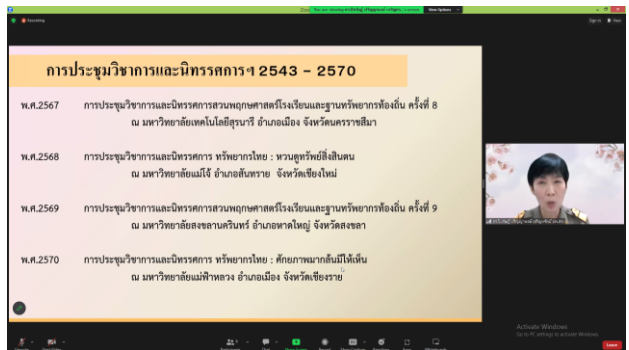 Recording
View Options
Sign in
View
การประชุมวิชาการและนิทรรศการฯ 2543 – 2570
พ.ศ.2567 การประชุมวิชาการและนิทรรศการสวนพฤกษศาสตร์โรงเรียนและฐานทรัพยากรท้องถิ่น ครั้งที่ 8
ณ มหาวิทยาลัยเทคโนโลยีสุรนารี อำเภอเมือง จังหวัดนครราชสีมา
พ.ศ.2568 การประชุมวิชาการและนิทรรศการ ทรัพยากรไทย : หวนดูทรัพย์สิ่งสินตน
ณ มหาวิทยาลัยแม่โจ้ อำเภอสันทราย จังหวัดเชียงใหม่
พ.ศ.2569 การประชุมวิชาการและนิทรรศการสวนพฤกษศาสตร์โรงเรียนและฐานทรัพยากรท้องถิ่น ครั้งที่ 9
ณ มหาวิทยาลัยสงขลานครินทร์ อำเภอหาดใหญ่ จังหวัดสงขลา
พ.ศ.2570 การประชุมวิชาการและนิทรรศการ ทรัพยากรไทย : ศักยภาพมากล้นมีให้เห็น
ณ มหาวิทยาลัยแม่ฟ้าหลวง อำเภอเมือง จังหวัดเชียงราย
Activate Windows
Go to PC settings to activate Windows.
Leave